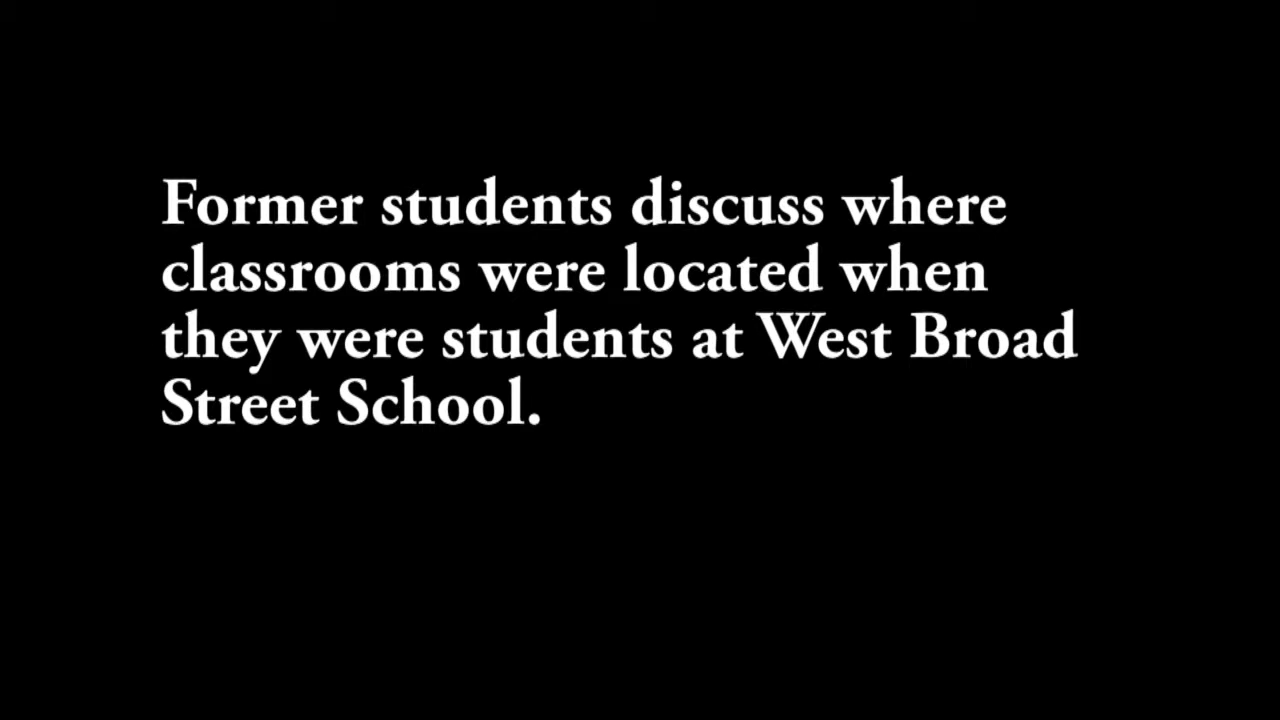 Former students discuss where
classrooms were located when
they were students at West Broad
Street School.